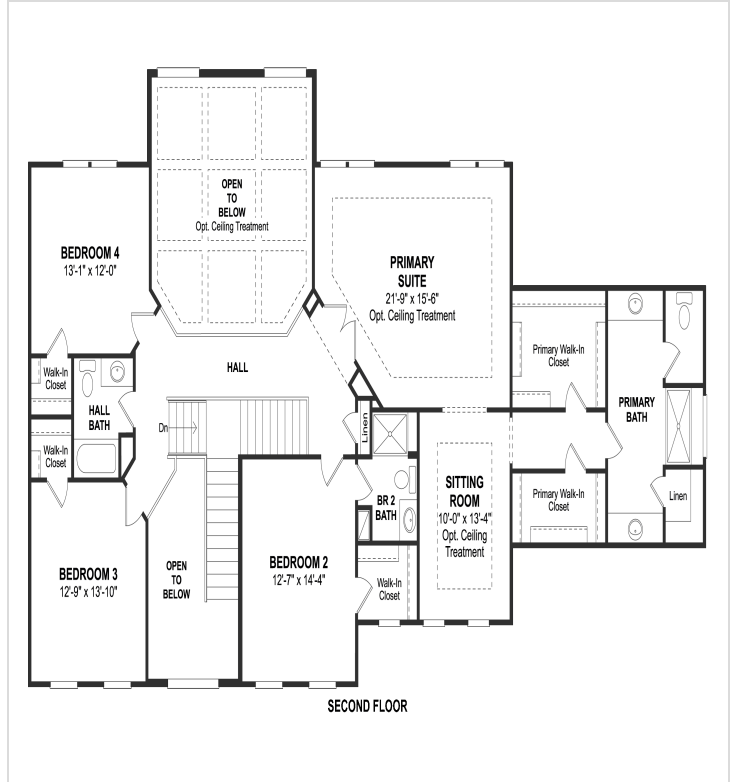 OPEN
TO
BELOW
Opt. Ceiling Treatment
BEDROOM 4
13'-1" x 12'-0"
PRIMARY
SUITE
21'-9" x 15'-6"
Opt. Ceiling Treatment
Primary Walk-In
Closet
HALL
Walk-In
Closet
HALL
BATH
PRIMARY
BATH
Dn
Linen
Walk-In
Closet
SITTING
ROOM
10'-0" x 13'-4"
Opt. Ceiling
Treatment
Primary Walk-In
Closet
Linen
BR 2
BATH
BEDROOM 3
12'-9" x 13'-10"
OPEN
TO
BELOW
BEDROOM 2
12'-7" x 14'-4"
Walk-In
Closet
SECOND FLOOR